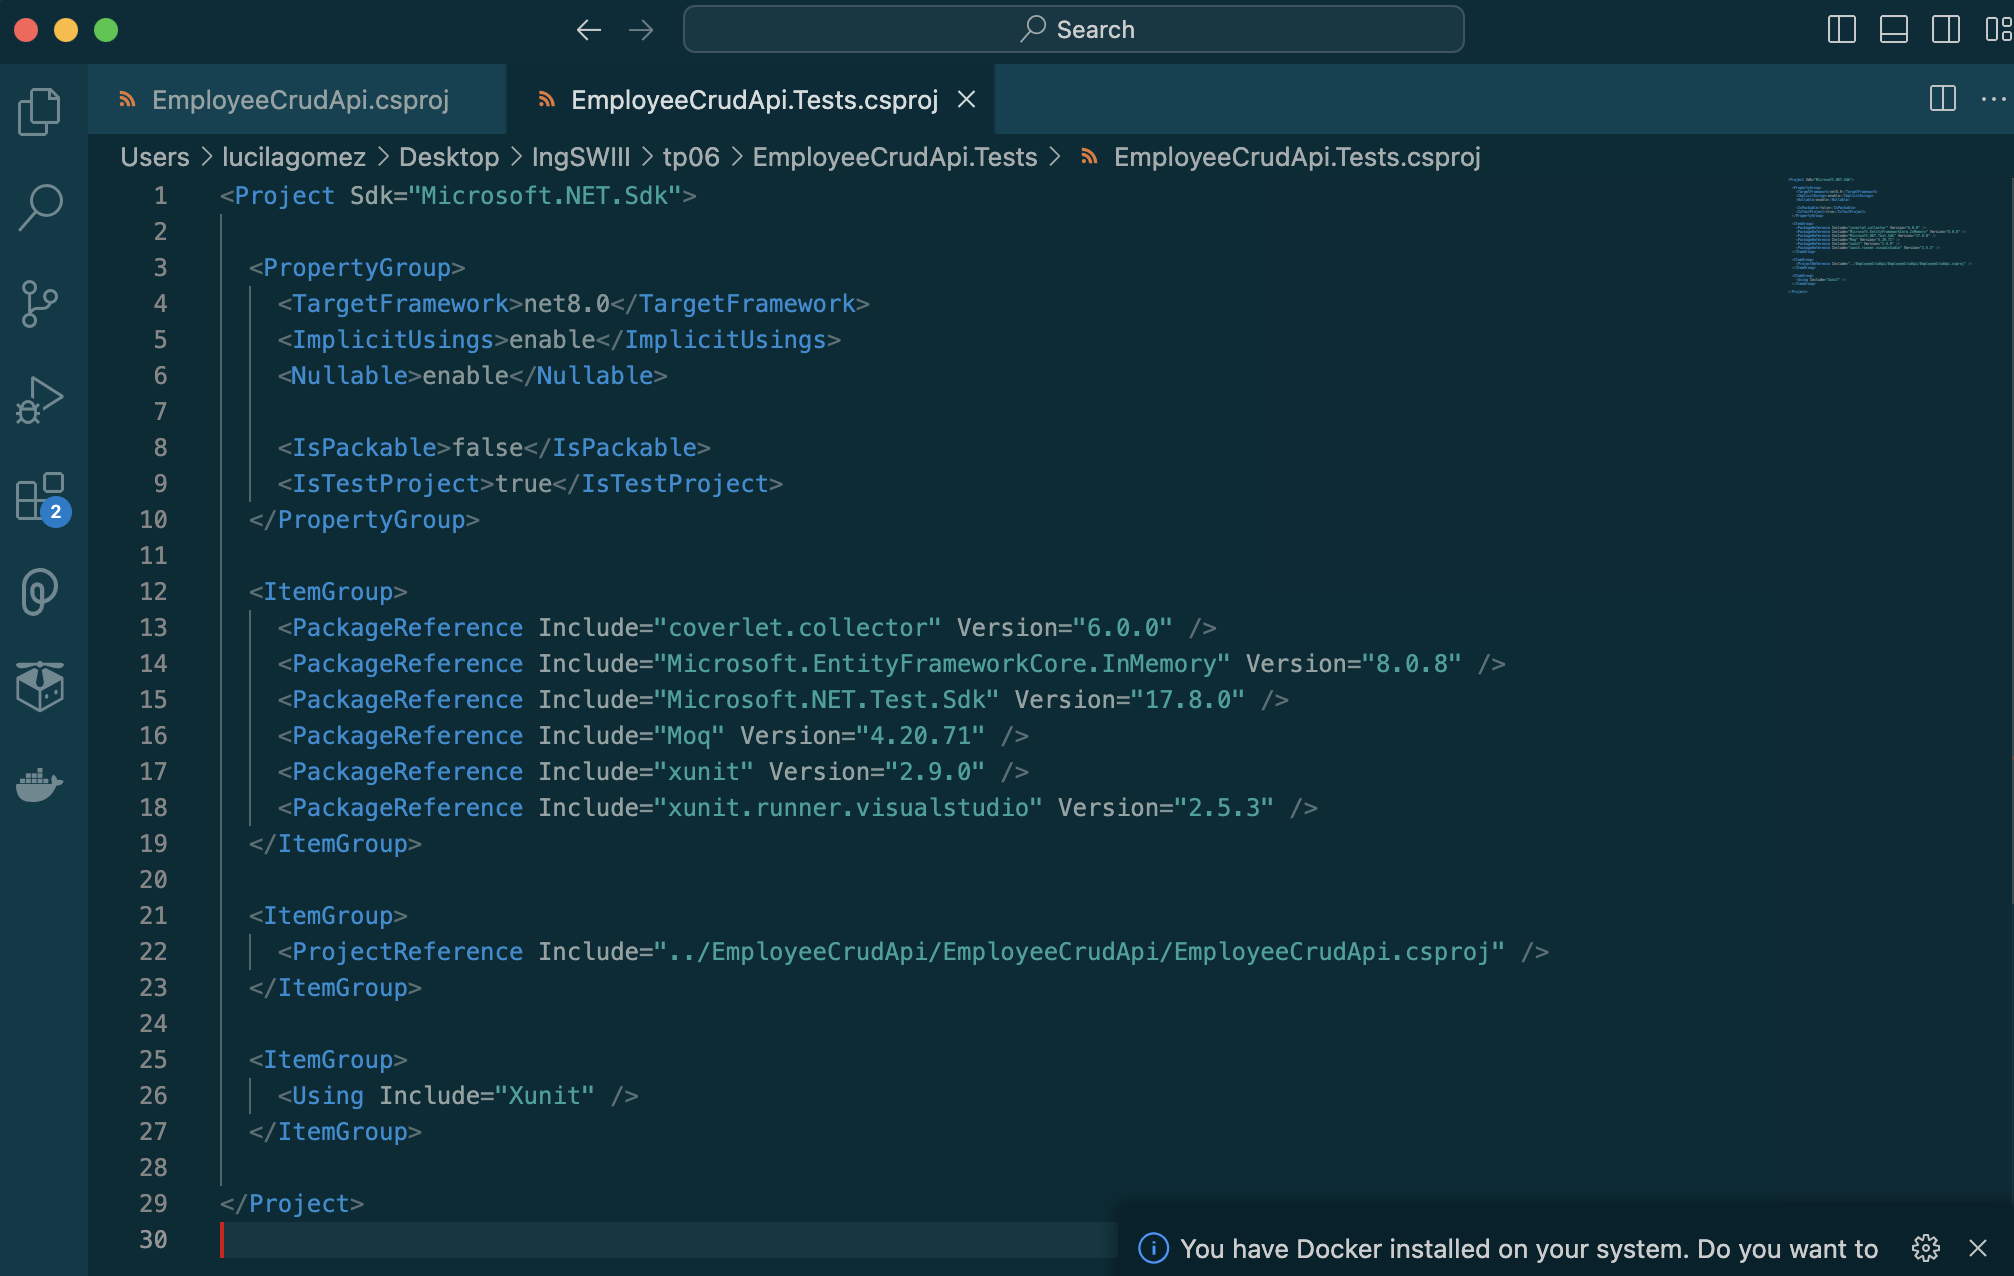 Search
EmployeeCrudApi.csproj
EmployeeCrudApi.Tests.csproj
Users > lucilagomez > Desktop > IngSWIII > tp06 > EmployeeCrudApi.Tests > EmployeeCrudApi.Tests.csproj
1 <Project Sdk="Microsoft.NET.Sdk">
2
3 <PropertyGroup>
4 <TargetFramework>net8.0</TargetFramework>
5 <ImplicitUsings>enable</ImplicitUsings>
6 <Nullable>enable</Nullable>
7
8 <IsPackable>false</IsPackable>
9 <IsTestProject>true</IsTestProject>
10 </PropertyGroup>
11
12 <ItemGroup>
13 <PackageReference Include="coverlet.collector" Version="6.0.0" />
14 <PackageReference Include="Microsoft.EntityFrameworkCore.InMemory" Version="8.0.8" />
15 <PackageReference Include="Microsoft.NET.Test.Sdk" Version="17.8.0" />
16 <PackageReference Include="Moq" Version="4.20.71" />
17 <PackageReference Include="xunit" Version="2.9.0" />
18 <PackageReference Include="xunit.runner.visualstudio" Version="2.5.3" />
19 </ItemGroup>
20
21 <ItemGroup>
22 <ProjectReference Include="../EmployeeCrudApi/EmployeeCrudApi/EmployeeCrudApi.csproj" />
23 </ItemGroup>
24
25 <ItemGroup>
26 <Using Include="Xunit" />
27 </ItemGroup>
28
29 </Project>
30
2
You have Docker installed on your system. Do you want to